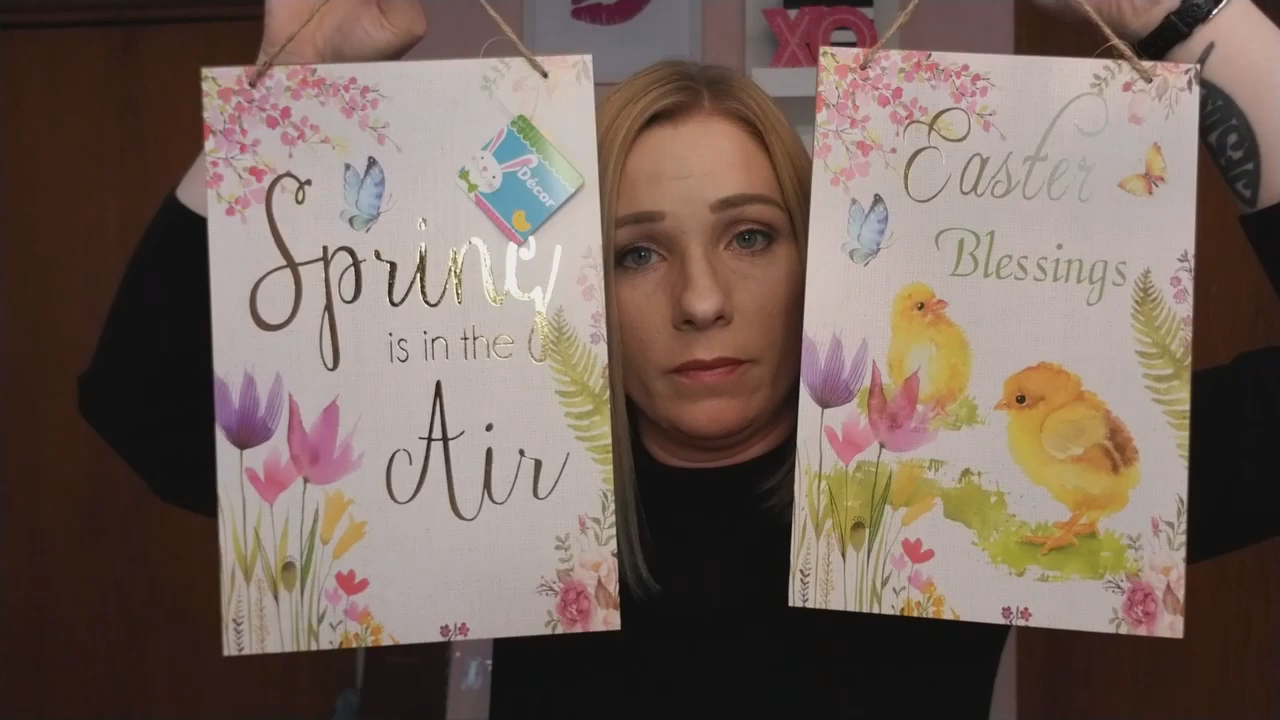 XO
Spring
is in the
Air
Décor
Easter
Blessings